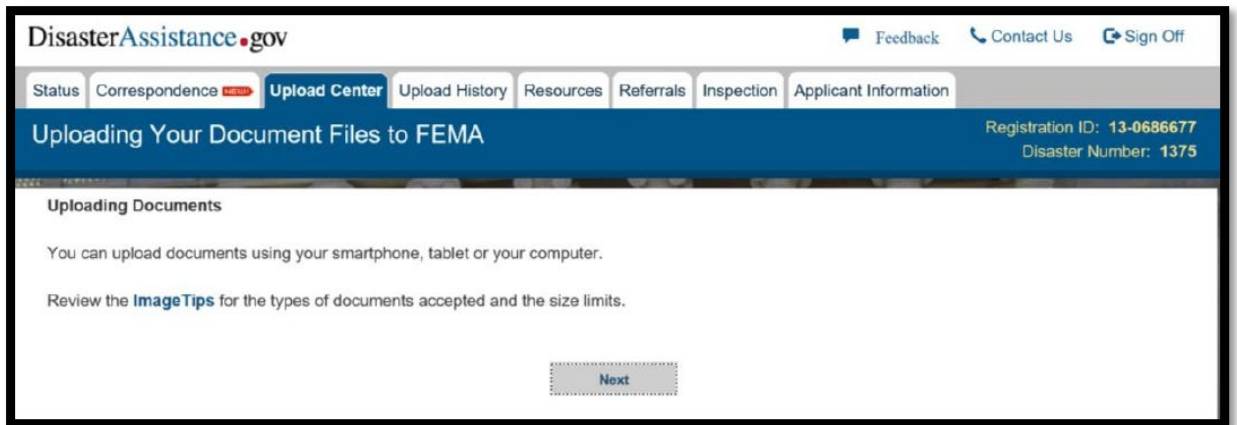 DisasterAssistance.gov
Feedback Contact Us Sign Off
Status Correspondence NEW! Upload Center Upload History Resources Referrals Inspection Applicant Information
Uploading Your Document Files to FEMA
Registration ID: 13-0686677
Disaster Number: 1375
Uploading Documents
You can upload documents using your smartphone, tablet or your computer.
Review the ImageTips for the types of documents accepted and the size limits.
Next